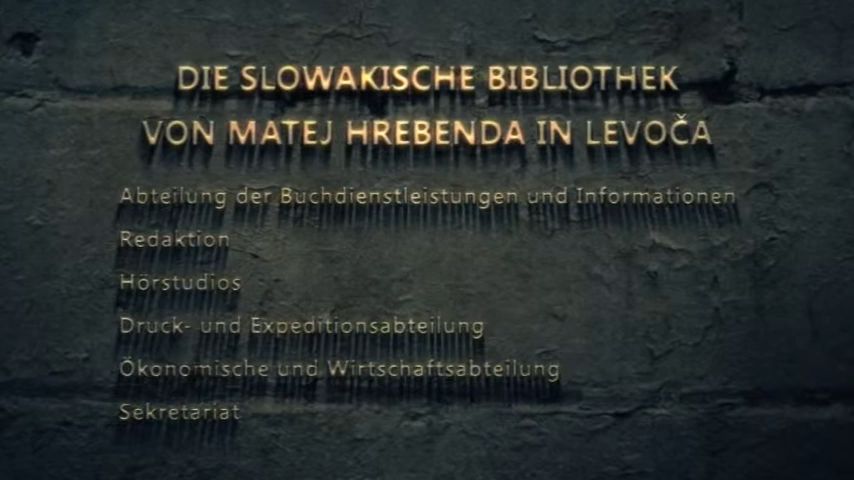 DIE SLOWAKISCHE BIBLIOTHEK
VON MATEJ HREBENDA IN LEVOČA
Abteilung der Buchdienstleistungen und Informationen
Redaktion
Hörstudios
Druck- und Expeditionsabteilung
Ökonomische und Wirtschaftsabteilung
Sekretariat